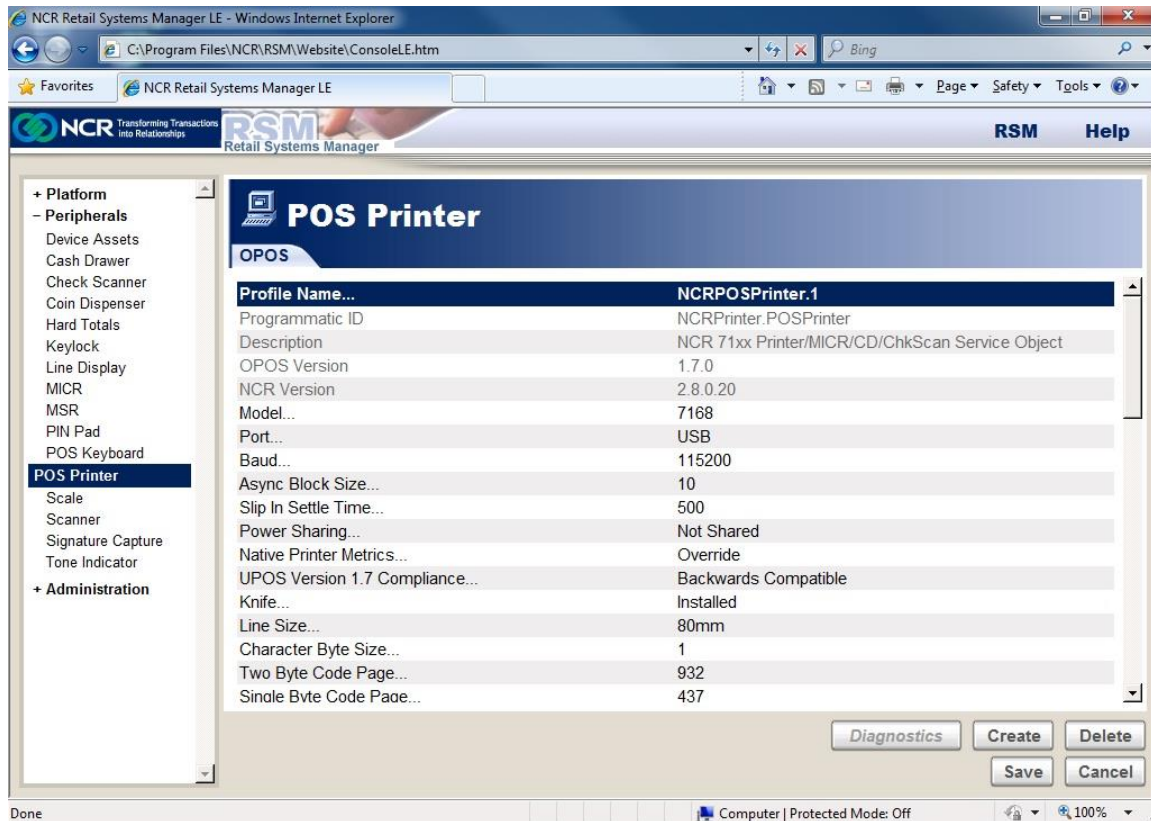 NCR Retail Systems Manager LE - Windows Internet Explorer
C:\Program Files\NCR\RSM\Website\ConsoleLE.htm
Bing
Favorites
NCR Retail Systems Manager LE
Page
Safety
Tools
NCR Transforming Transactions into Relationships
RSM
Retail Systems Manager
RSM
Help
+ Platform
– Peripherals
Device Assets
Cash Drawer
Check Scanner
Coin Dispenser
Hard Totals
Keylock
Line Display
MICR
MSR
PIN Pad
POS Keyboard
POS Printer
Scale
Scanner
Signature Capture
Tone Indicator
+ Administration
POS Printer
OPOS
Profile Name... NCRPOSPrinter.1
Programmatic ID NCRPrinter.POSPrinter
Description NCR 71xx Printer/MICR/CD/ChkScan Service Object
OPOS Version 1.7.0
NCR Version 2.8.0.20
Model... 7168
Port... USB
Baud... 115200
Async Block Size... 10
Slip In Settle Time... 500
Power Sharing... Not Shared
Native Printer Metrics... Override
UPOS Version 1.7 Compliance... Backwards Compatible
Knife... Installed
Line Size... 80mm
Character Byte Size... 1
Two Byte Code Page... 932
Single Byte Code Page... 437
Diagnostics
Create
Delete
Save
Cancel
Done
Computer | Protected Mode: Off
100%